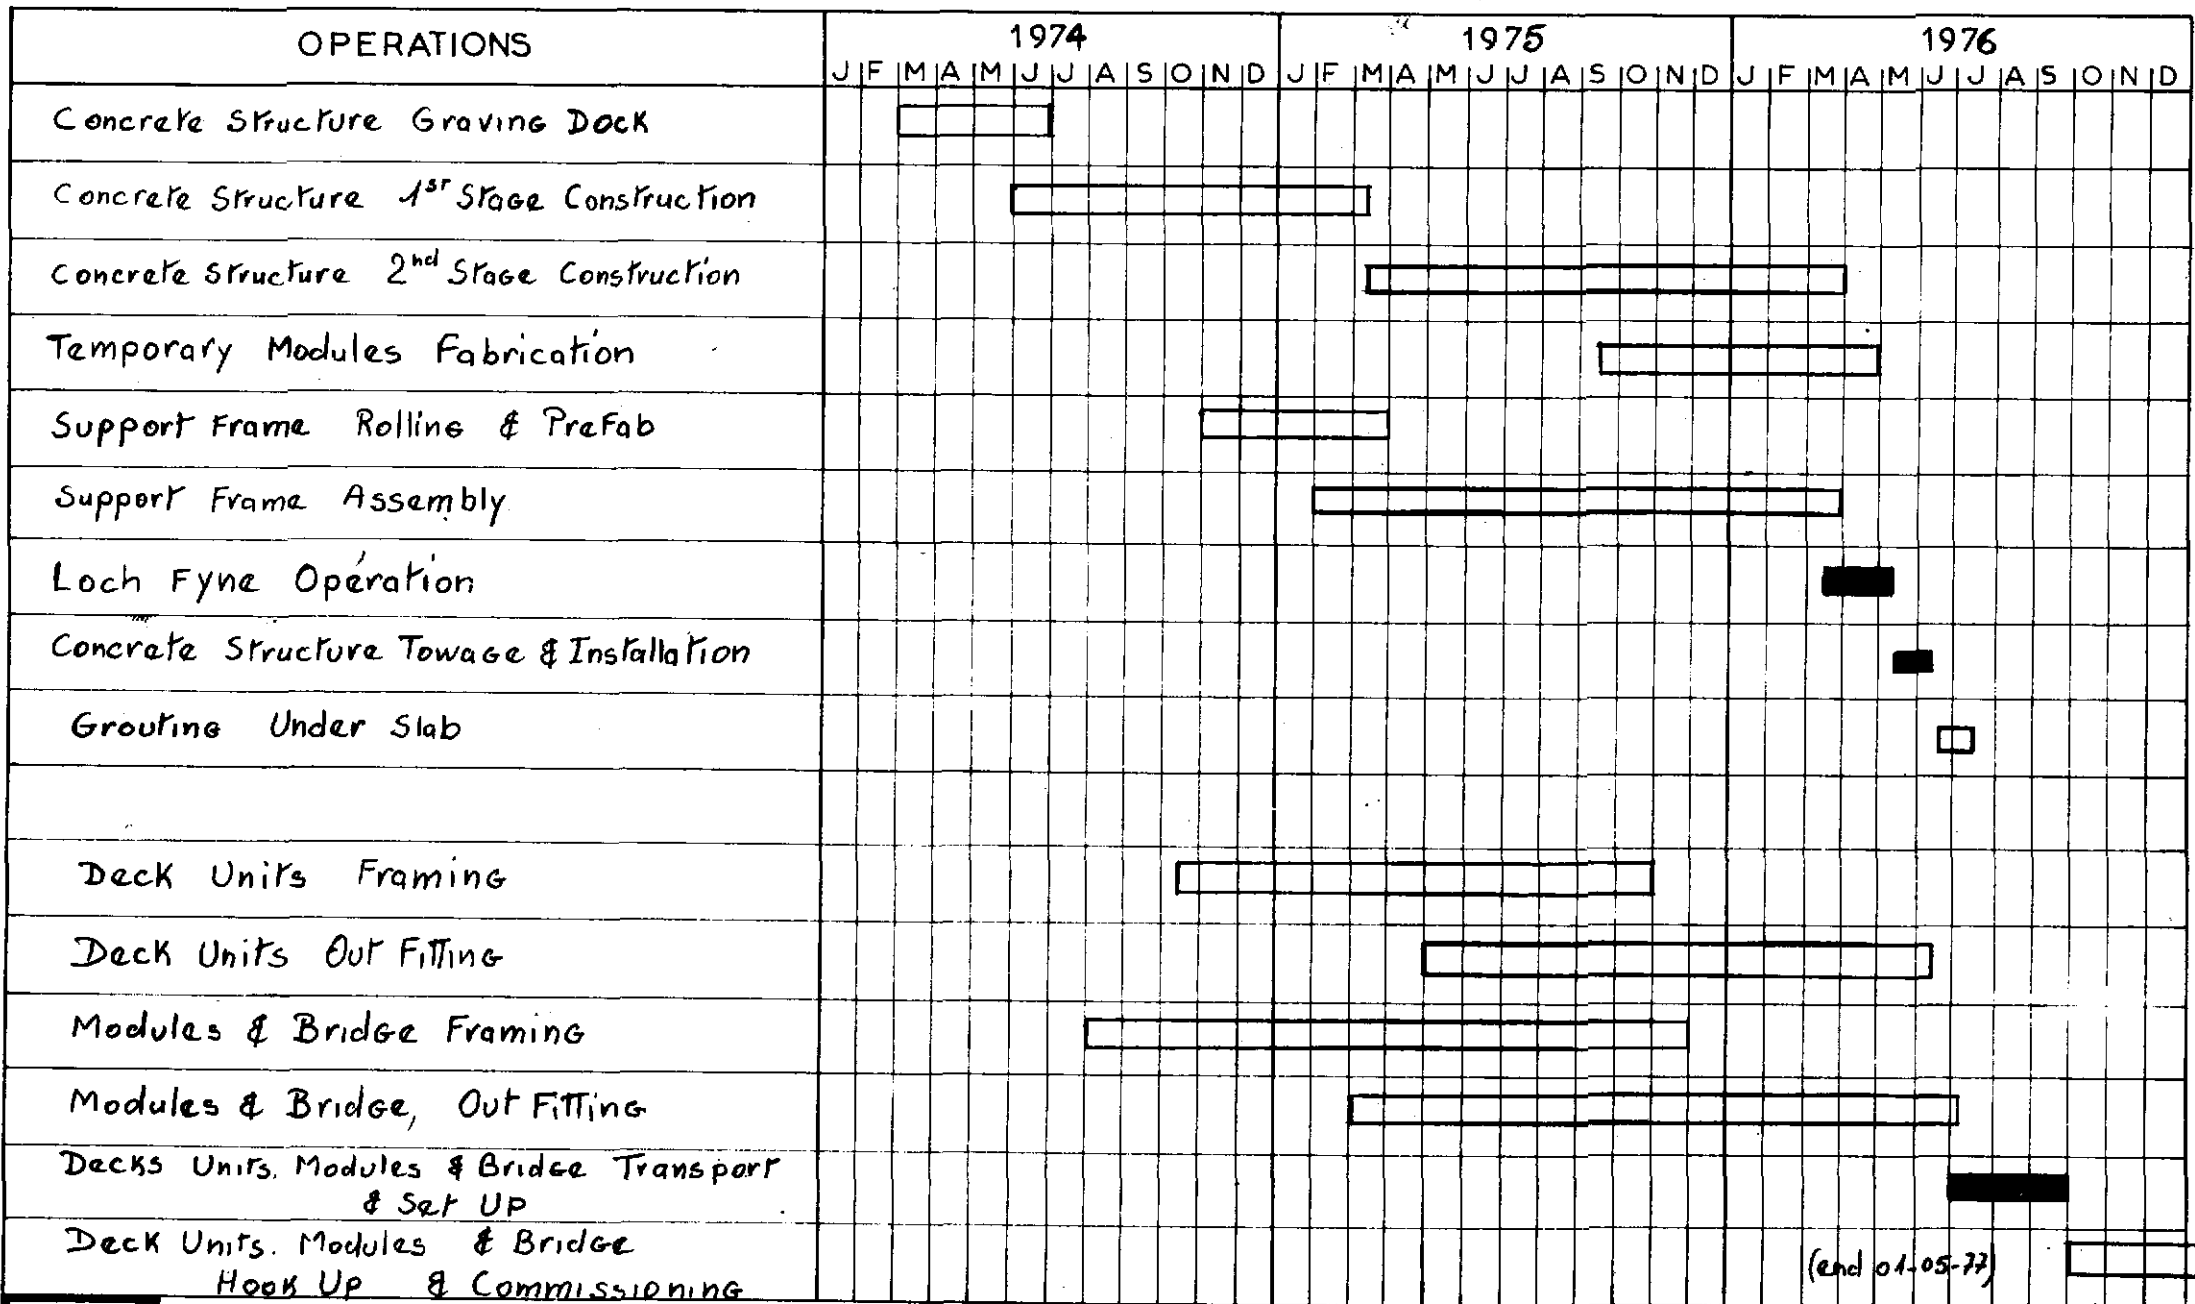 OPERATIONS
1974
1975
1976
J F M A M J J A S O N D J F M A M J J A S O N D J F M A M J J A S O N D
Concrete Structure Graving Dock
Concrete Structure 1st Stage Construction
Concrete Structure 2nd Stage Construction
Temporary Modules Fabrication
Support Frame Rolling & Prefab
Support Frame Assembly
Loch Fyne Opération
Concrete Structure Towage & Installation
Grouting Under Slab
Deck Units Framing
Deck Units Out Fitting
Modules & Bridge Framing
Modules & Bridge, Out Fitting
Decks Units. Modules & Bridge Transport
& Set Up
Deck Units. Modules & Bridge
Hook Up & Commissioning
(end 01-05-77)